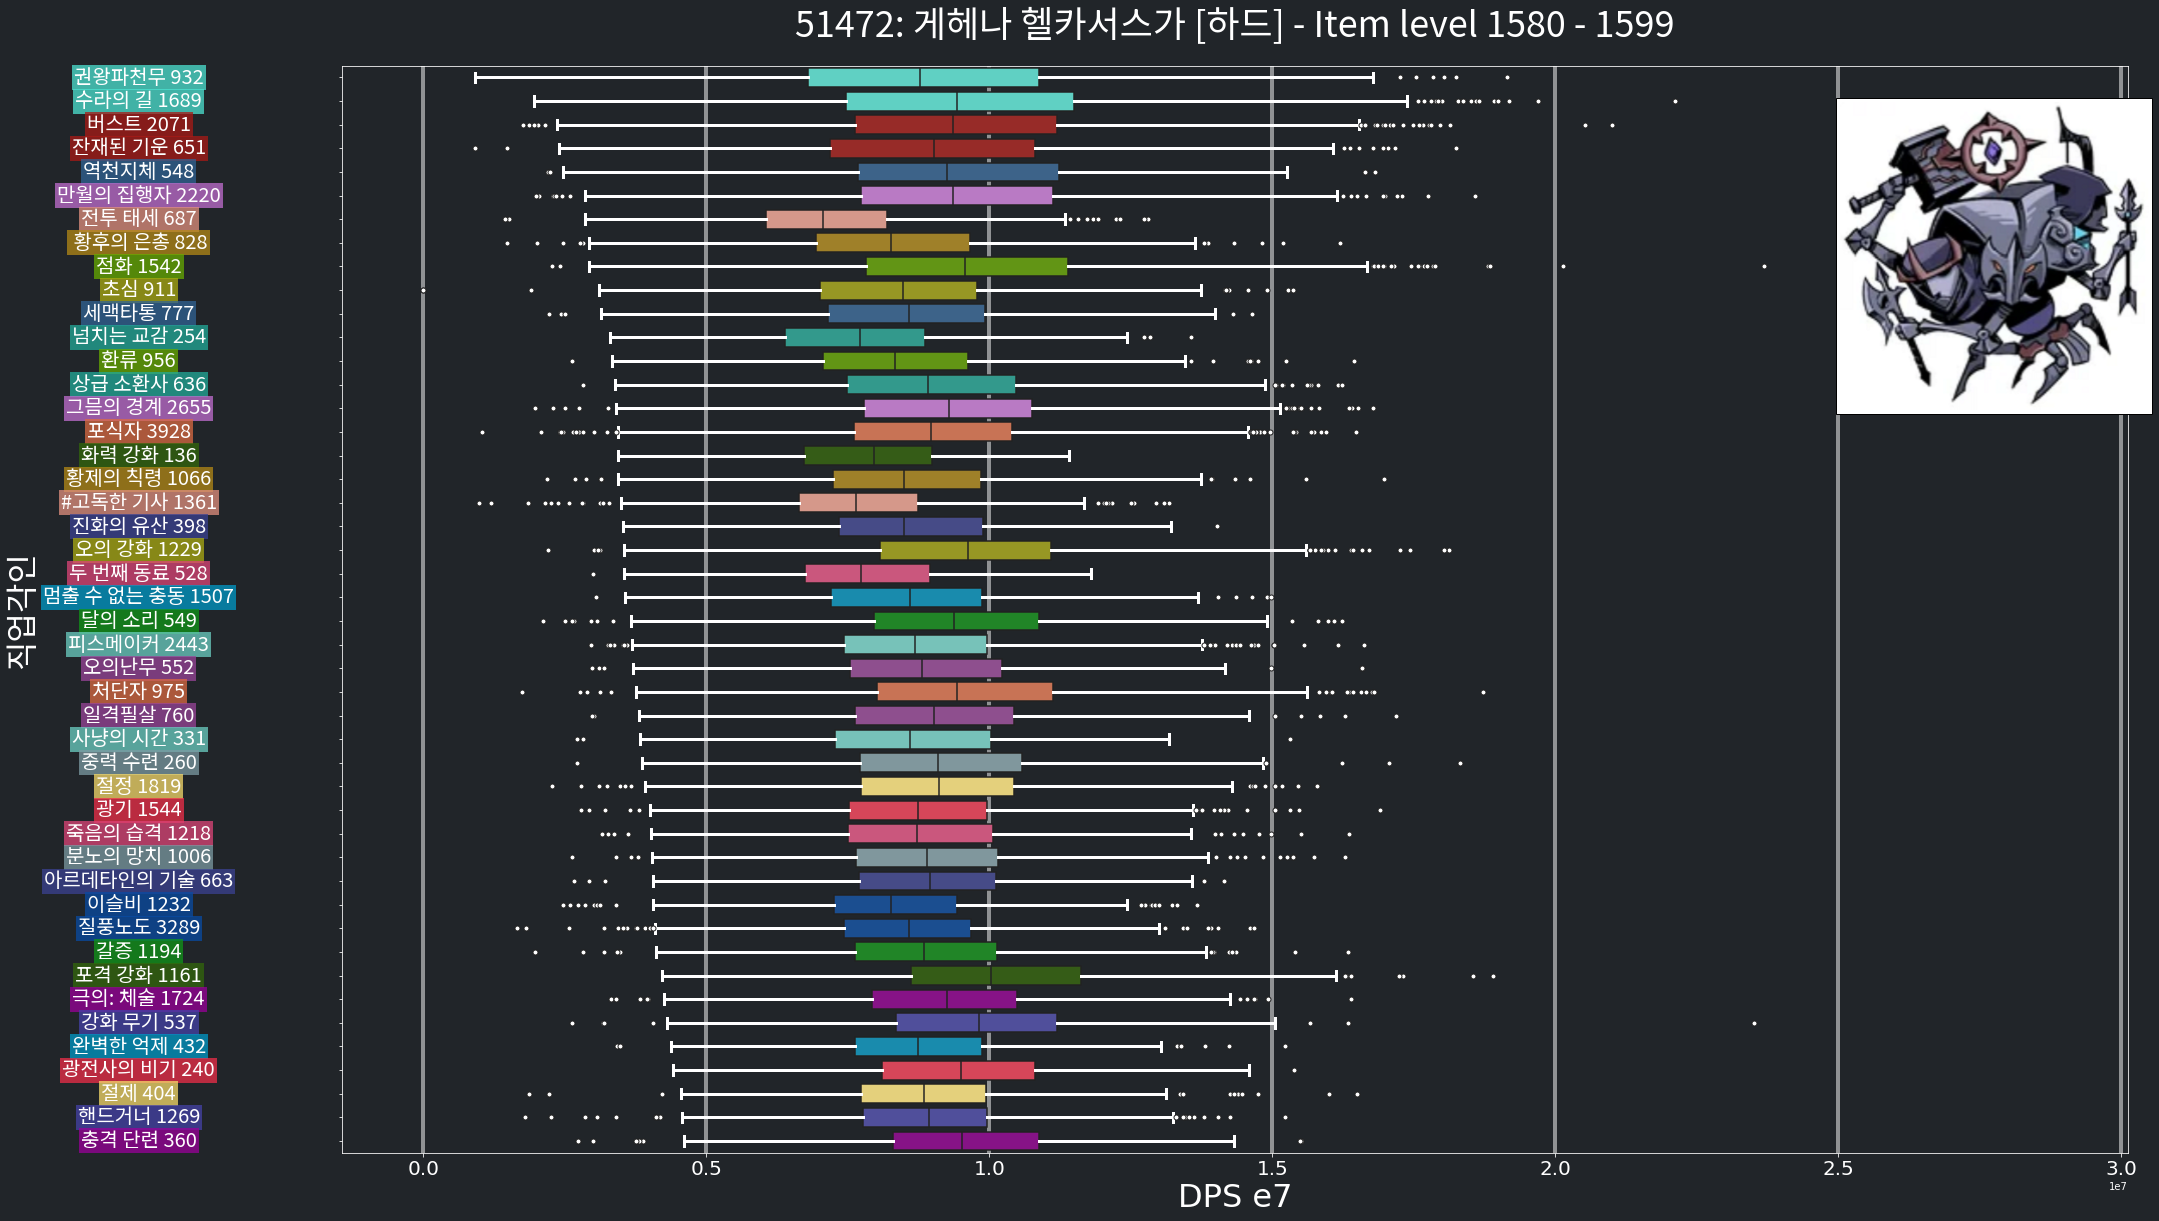 51472: 게헤나 헬카서스가 [하드] - Item level 1580 - 1599
직업각인
권왕파천무 932
수라의 길 1689
버스트 2071
잔재된 기운 651
역천지체 548
만월의 집행자 2220
전투 태세 687
황후의 은총 828
점화 1542
초심 911
세맥타통 777
넘치는 교감 254
환류 956
상급 소환사 636
그믐의 경계 2655
포식자 3928
화력 강화 136
황제의 칙령 1066
#고독한 기사 1361
진화의 유산 398
오의 강화 1229
두 번째 동료 528
멈출 수 없는 충동 1507
달의 소리 549
피스메이커 2443
오의난무 552
처단자 975
일격필살 760
사냥의 시간 331
중력 수련 260
절정 1819
광기 1544
죽음의 습격 1218
분노의 망치 1006
아르데타인의 기술 663
이슬비 1232
질풍노도 3289
갈증 1194
포격 강화 1161
극의: 체술 1724
강화 무기 537
완벽한 억제 432
광전사의 비기 240
절제 404
핸드거너 1269
충격 단련 360
0.0 0.5 1.0 1.5 2.0 2.5 3.0
1e7
DPS e7